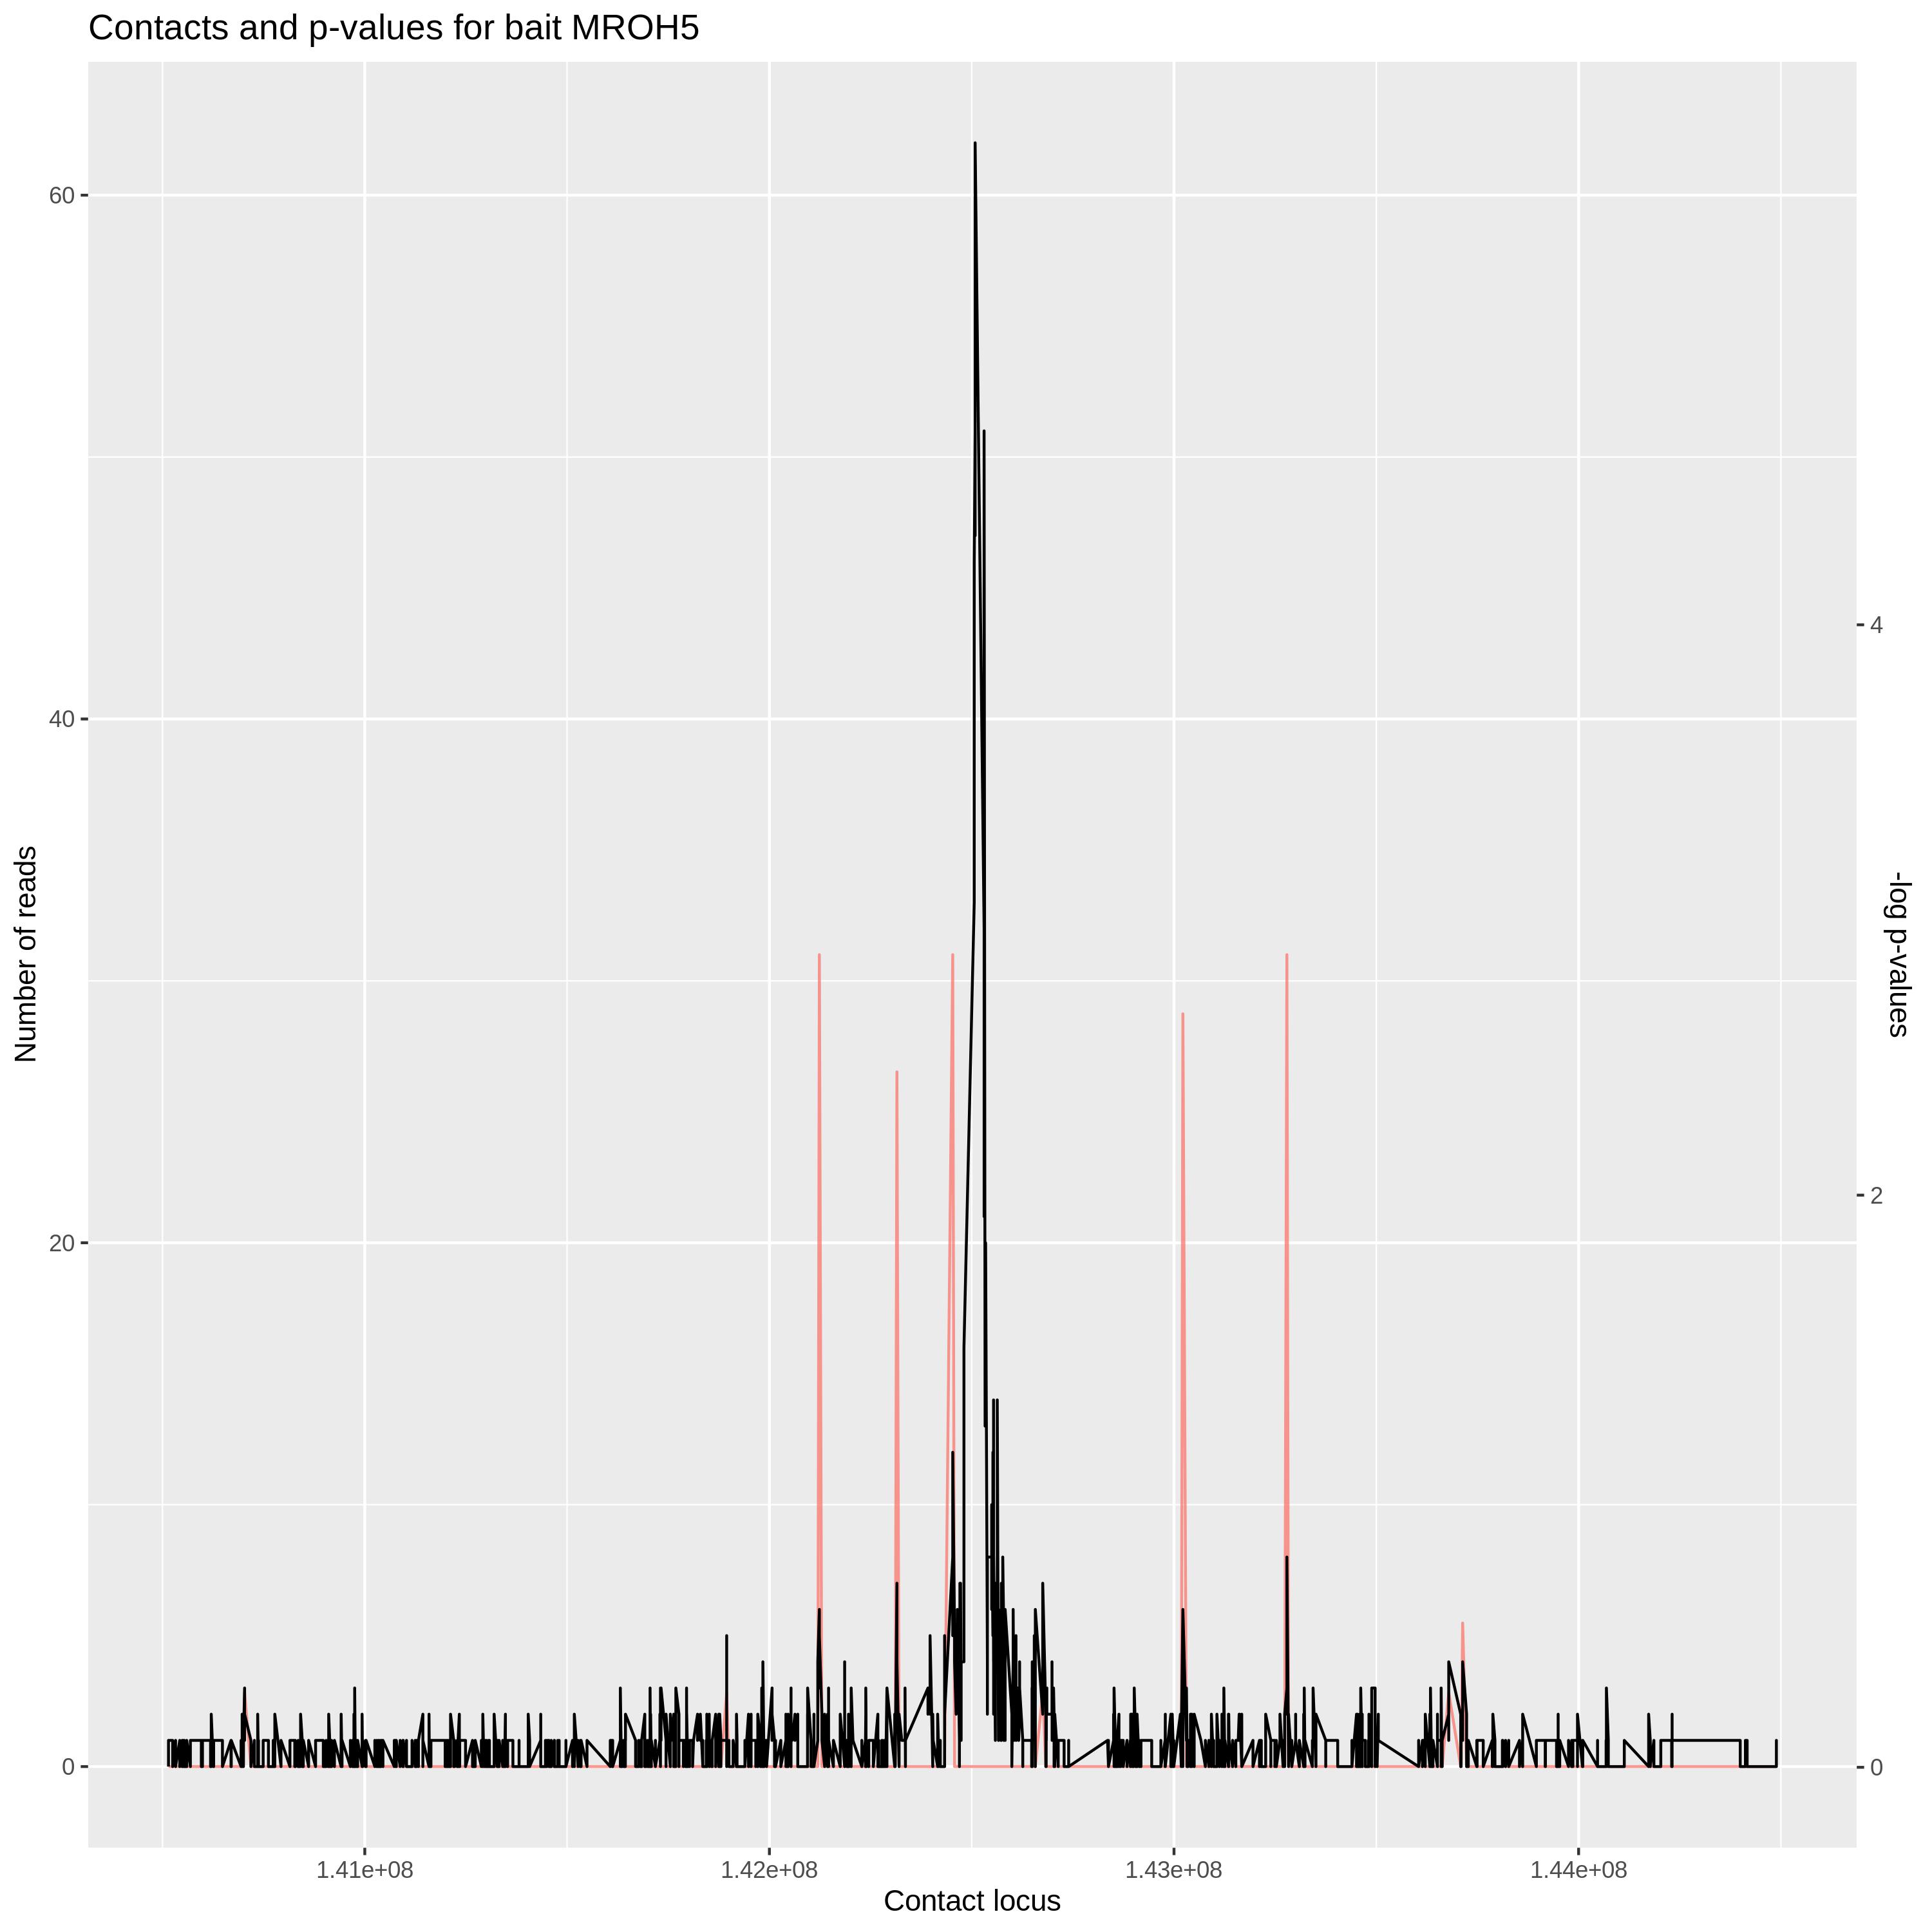 Contacts and p-values for bait MROH5
60
40
20
0
Number of reads
4
2
0
-log p-values
1.41e+08
1.42e+08
1.43e+08
1.44e+08
Contact locus